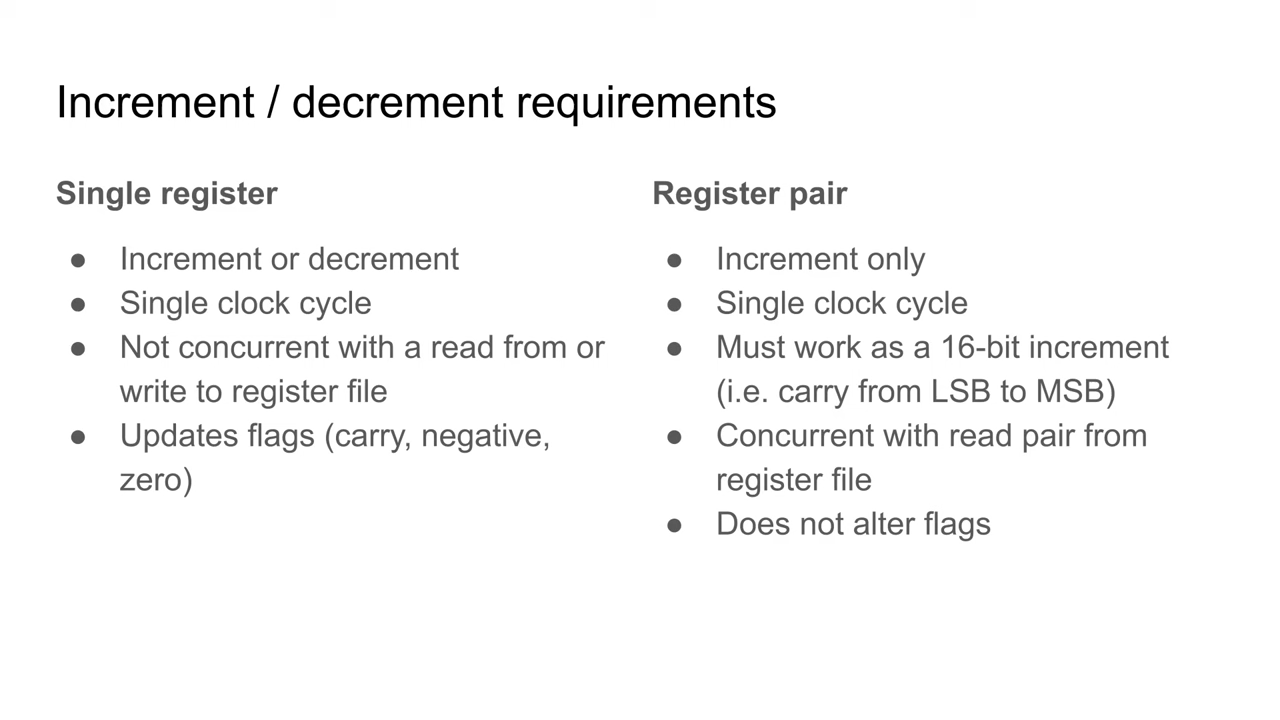 Increment / decrement requirements
Single register
● Increment or decrement
● Single clock cycle
● Not concurrent with a read from or
write to register file
● Updates flags (carry, negative,
zero)
Register pair
● Increment only
● Single clock cycle
● Must work as a 16-bit increment
(i.e. carry from LSB to MSB)
● Concurrent with read pair from
register file
● Does not alter flags